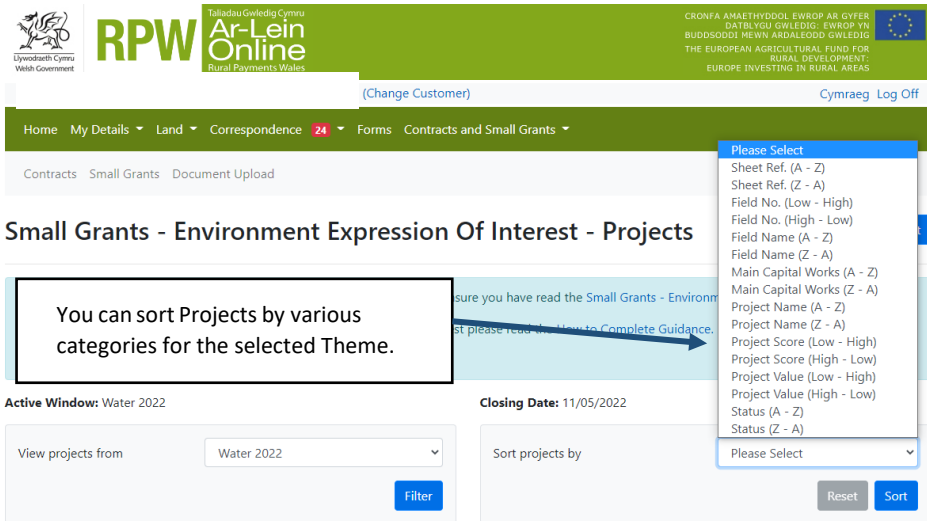 Llywodraeth Cymru
Welsh Government
RPW
Taliadau Gwledig Cymru
Ar-Lein
Online
Rural Payments Wales
CRONFA AMAETHYDDOL EWROP AR GYFER
DATBLYGU GWLEDIG: EWROP YN
BUDDSODDI MEWN ARDALEODD GWLEDIG
THE EUROPEAN AGRICULTURAL FUND FOR
RURAL DEVELOPMENT:
EUROPE INVESTING IN RURAL AREAS
(Change Customer)
Cymraeg Log Off
Home My Details Land Correspondence 24 Forms Contracts and Small Grants
Contracts Small Grants Document Upload
Small Grants - Environment Expression Of Interest - Projects
You can sort Projects by various
categories for the selected Theme.
you have read the Small Grants -
please read the How to Complete Guidance.
Please Select
Sheet Ref. (A - Z)
Sheet Ref. (Z - A)
Field No. (Low - High)
Field No. (High - Low)
Field Name (A - Z)
Field Name (Z - A)
Main Capital Works (A - Z)
Main Capital Works (Z - A)
Project Name (A - Z)
Project Name (Z - A)
Project Score (Low - High)
Project Score (High - Low)
Project Value (Low - High)
Project Value (High - Low)
Status (A - Z)
Status (Z - A)
Active Window: Water 2022
Closing Date: 11/05/2022
View projects from
Water 2022
Sort projects by
Please Select
Filter
Reset
Sort